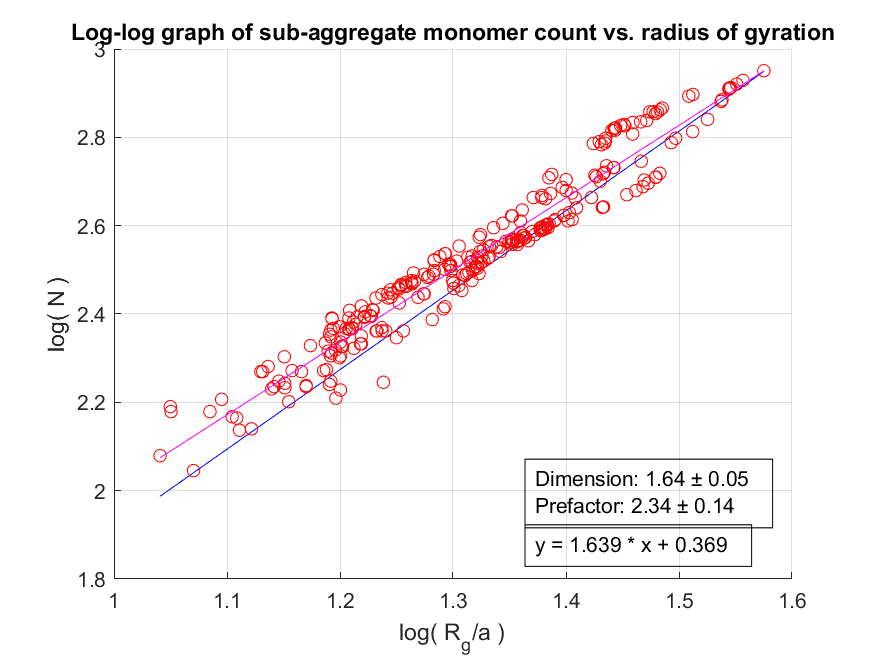 Log-log graph of sub-aggregate monomer count vs. radius of gyration
3
2.8
2.6
2.4
2.2
2
1.8
log( N )
Dimension: 1.64 ± 0.05
Prefactor: 2.34 ± 0.14
y = 1.639 * x + 0.369
1 1.1 1.2 1.3 1.4 1.5 1.6
log( R_g/a )